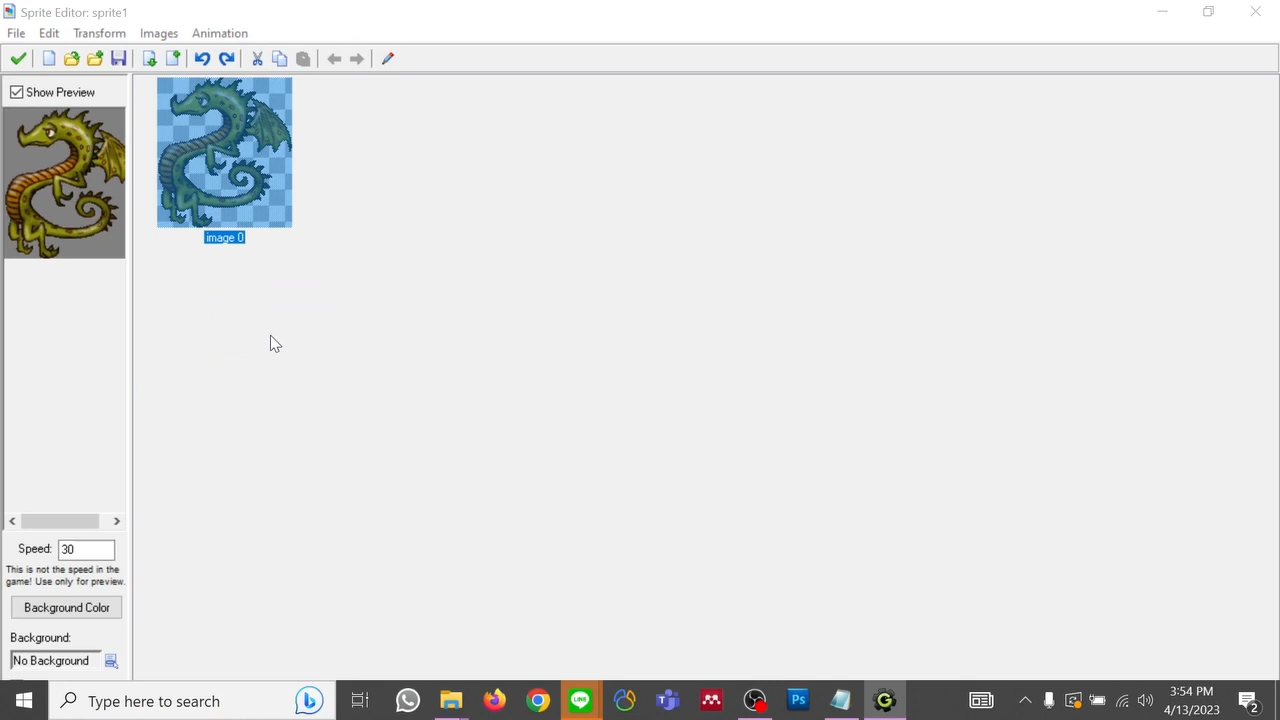 Sprite Editor: sprite1
File Edit Transform Images Animation
Show Preview
image 0
Speed: 30
This is not the speed in the
game! Use only for preview.
Background Color
Background:
No Background
Type here to search
LINE
Ps
3:54 PM
4/13/2023
2